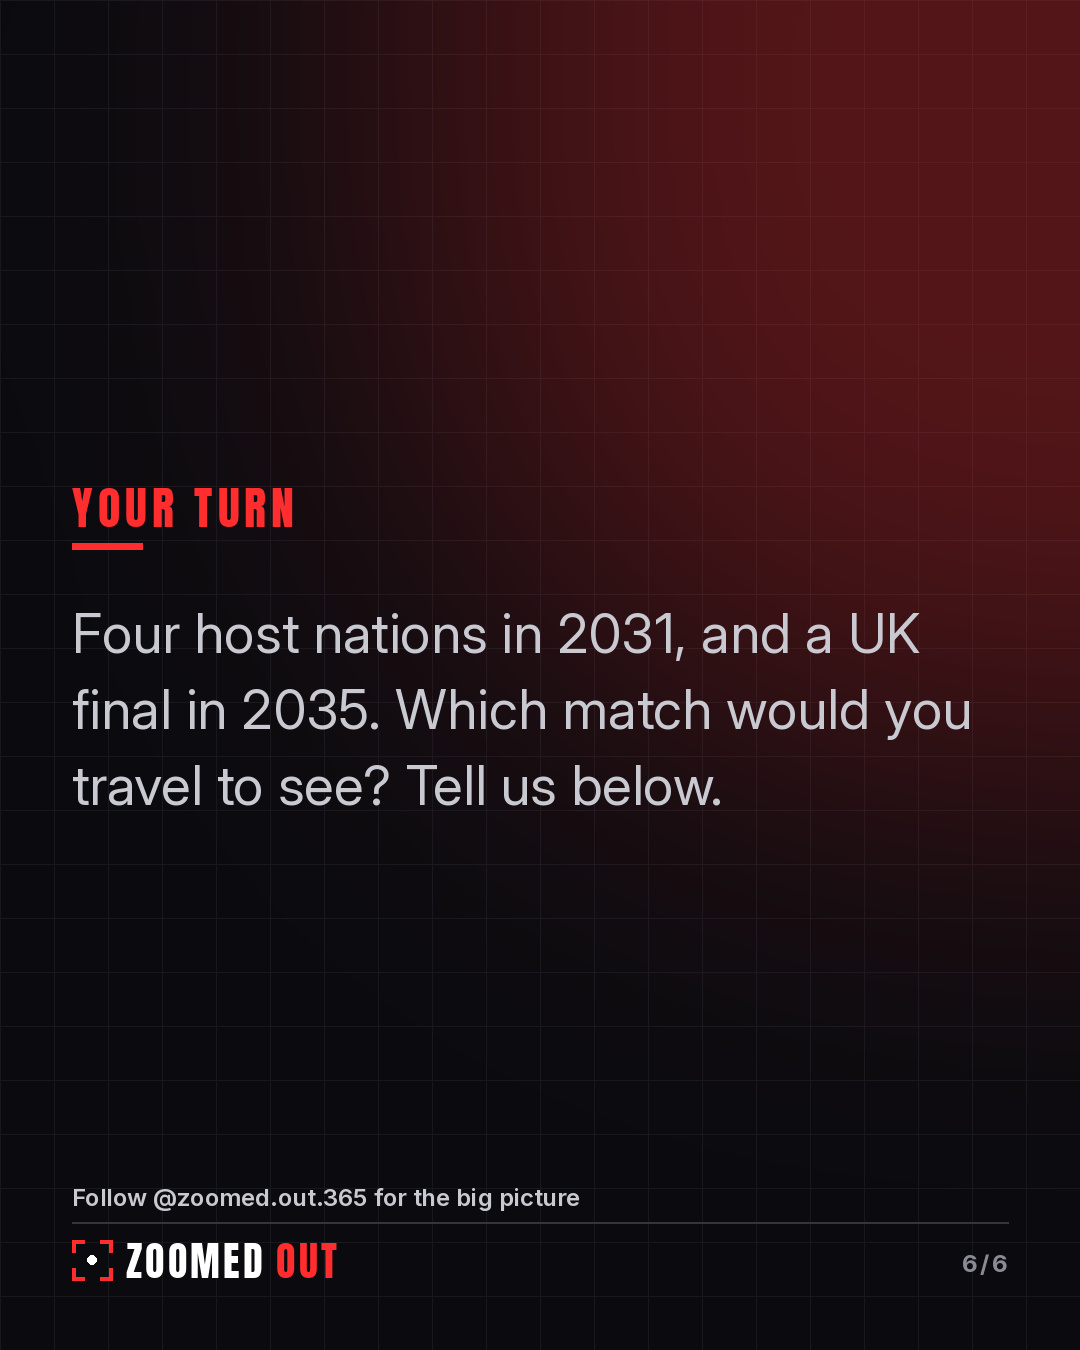 YOUR TURN
Four host nations in 2031, and a UK
final in 2035. Which match would you
travel to see? Tell us below.
Follow @zoomed.out.365 for the big picture
ZOOMED OUT
6/6